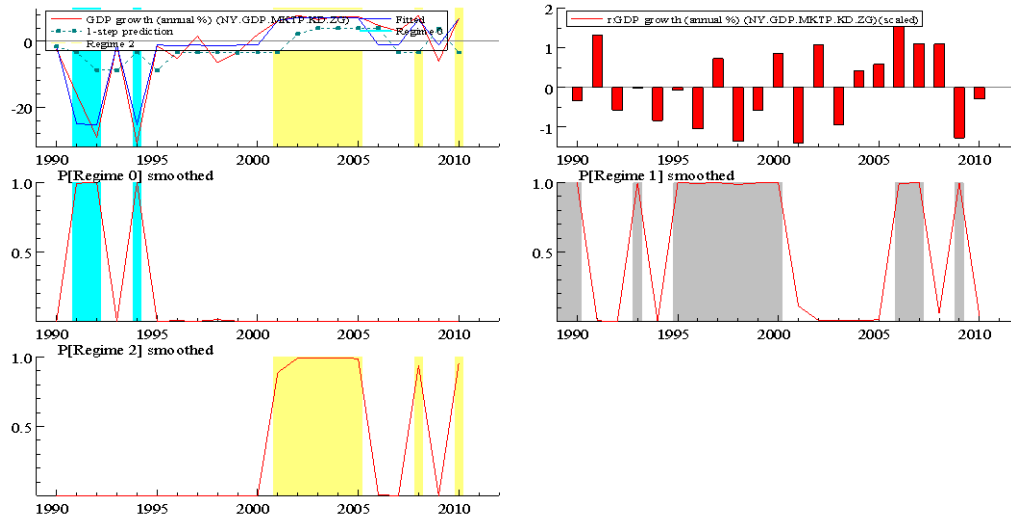 GDP growth (annual %) (NY.GDP.MKTP.KD.ZG) Fitted
1-step prediction Regime 0
Regime 2
0
-20
1990 1995 2000 2005 2010
r:GDP growth (annual %) (NY.GDP.MKTP.KD.ZG)(scaled)
2
1
0
-1
1990 1995 2000 2005 2010
P[Regime 0] smoothed
1.0
0.5
1990 1995 2000 2005 2010
P[Regime 1] smoothed
1.0
0.5
1990 1995 2000 2005 2010
P[Regime 2] smoothed
1.0
0.5
1990 1995 2000 2005 2010